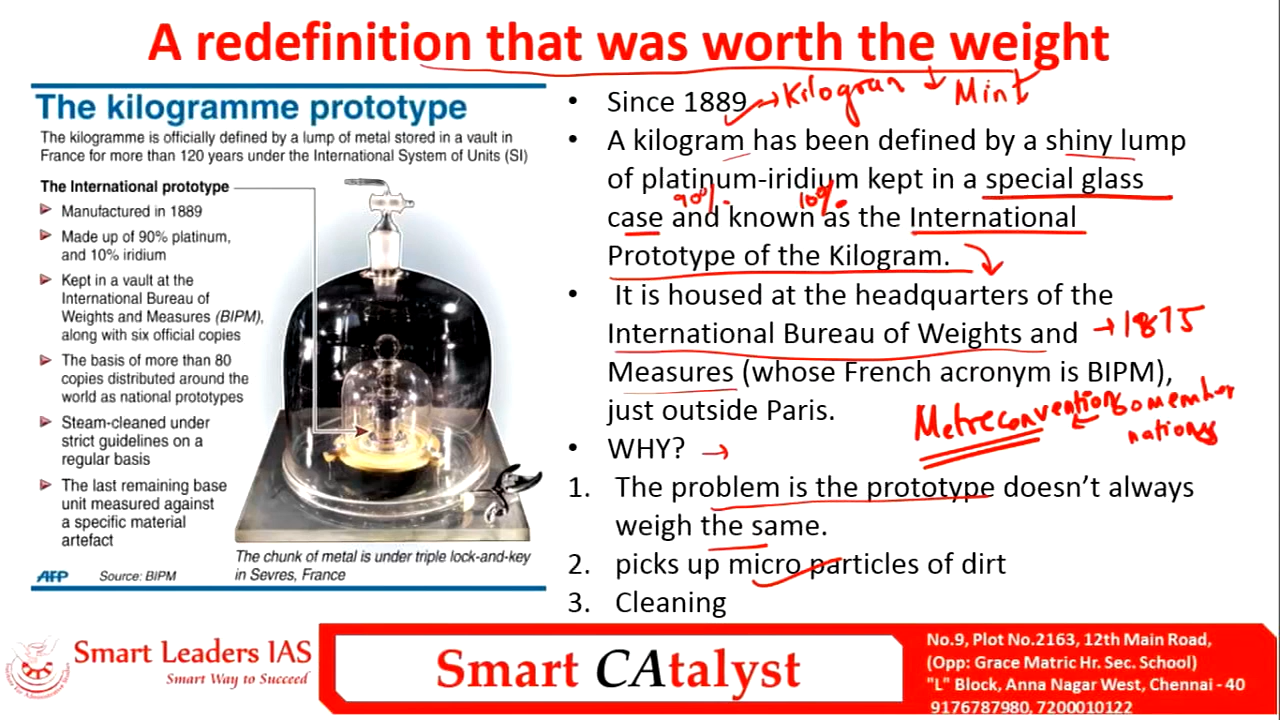 A redefinition that was worth the weight
The kilogramme prototype
The kilogramme is officially defined by a lump of metal stored in a vault in
France for more than 120 years under the International System of Units (SI)
The International prototype
Manufactured in 1889
Made up of 90% platinum,
and 10% iridium
Kept in a vault at the
International Bureau of
Weights and Measures (BIPM),
along with six official copies
The basis of more than 80
copies distributed around the
world as national prototypes
Steam-cleaned under
strict guidelines on a
regular basis
The last remaining base
unit measured against
a specific material
artefact
The chunk of metal is under triple lock-and-key
in Sevres, France
AFP Source: BIPM
• Since 1889 → Kilogran Mint
• A kilogram has been defined by a shiny lump
of platinum-iridium kept in a special glass
90% 10%
case and known as the International
Prototype of the Kilogram.
• It is housed at the headquarters of the
International Bureau of Weights and → 1875
Measures (whose French acronym is BIPM),
just outside Paris.
Metreconvention member
nations
• WHY? →
1. The problem is the prototype doesn't always
weigh the same.
2. picks up micro particles of dirt
3. Cleaning
Smart Leaders IAS
Smart Way to Succeed
Smart CAtalyst
No.9, Plot No.2163, 12th Main Road,
(Opp: Grace Matric Hr. Sec. School)
"L" Block, Anna Nagar West, Chennai - 40
9176787980, 7200010122